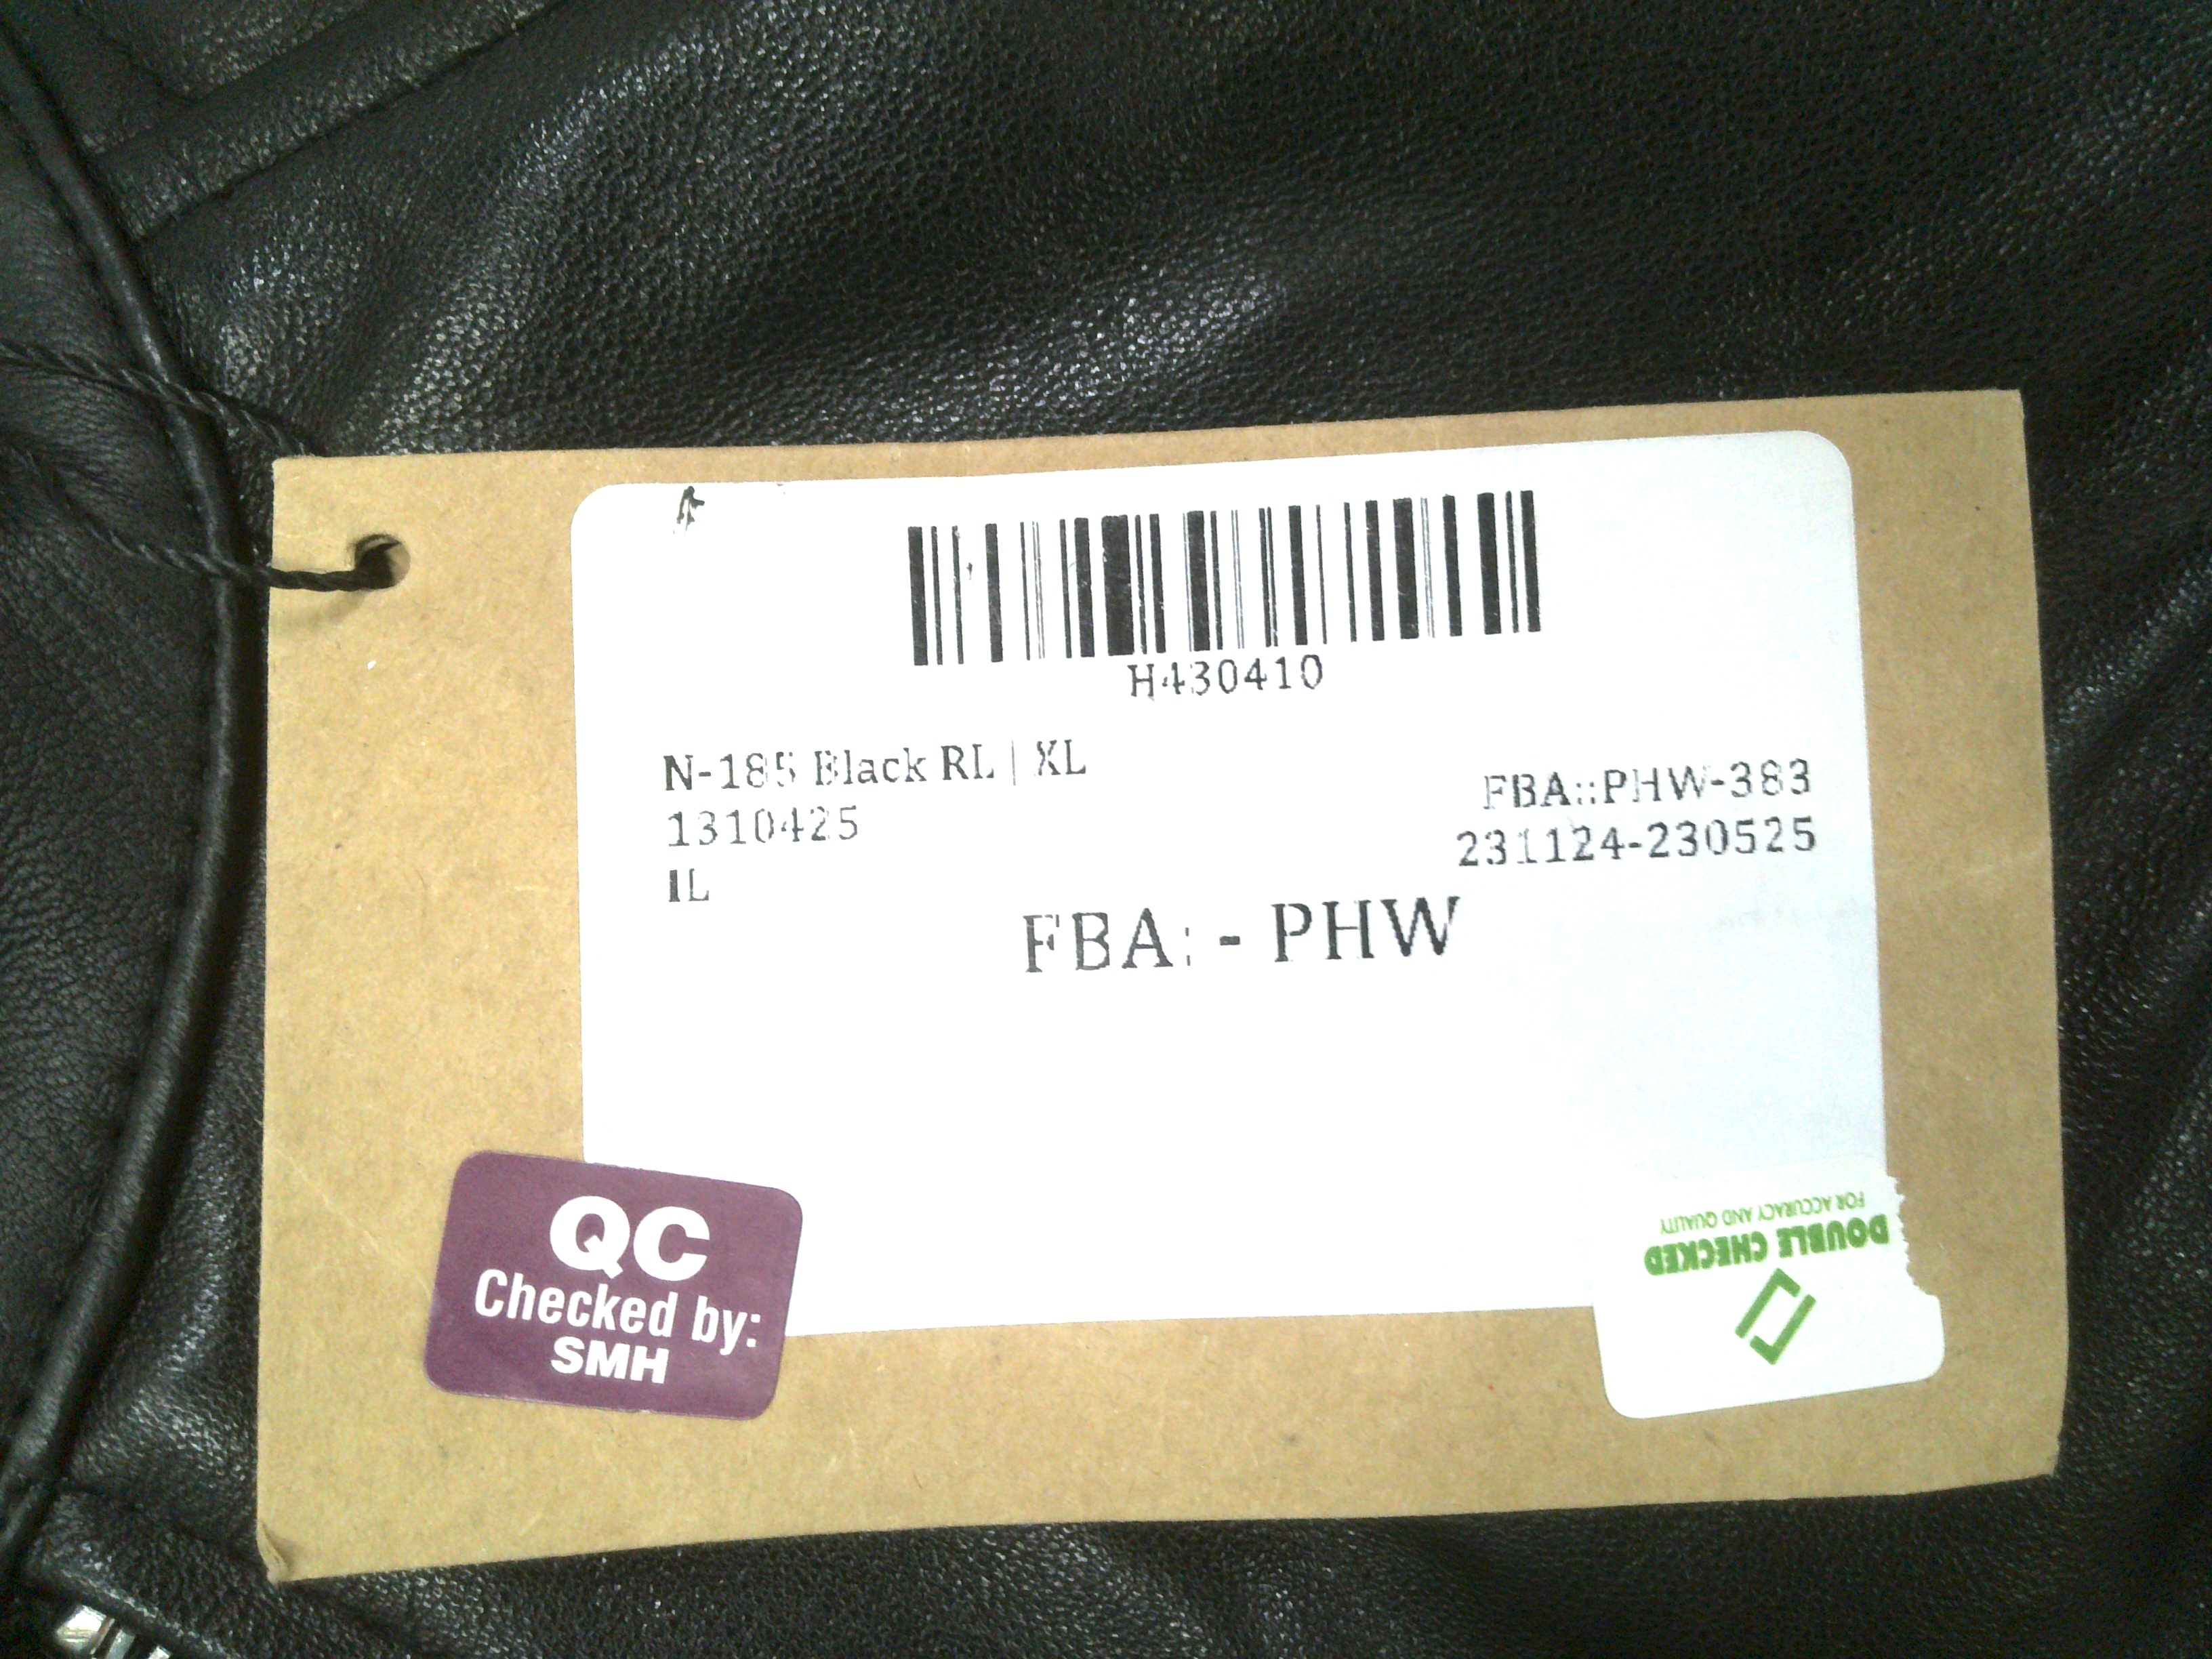 H430410
N-185 Black RL | XL
1310425
IL
FBA::PHW-383
231124-230525
FBA: - PHW
QC
Checked by:
SMH
DOUBLE CHECKED
FOR ACCURACY AND QUALITY